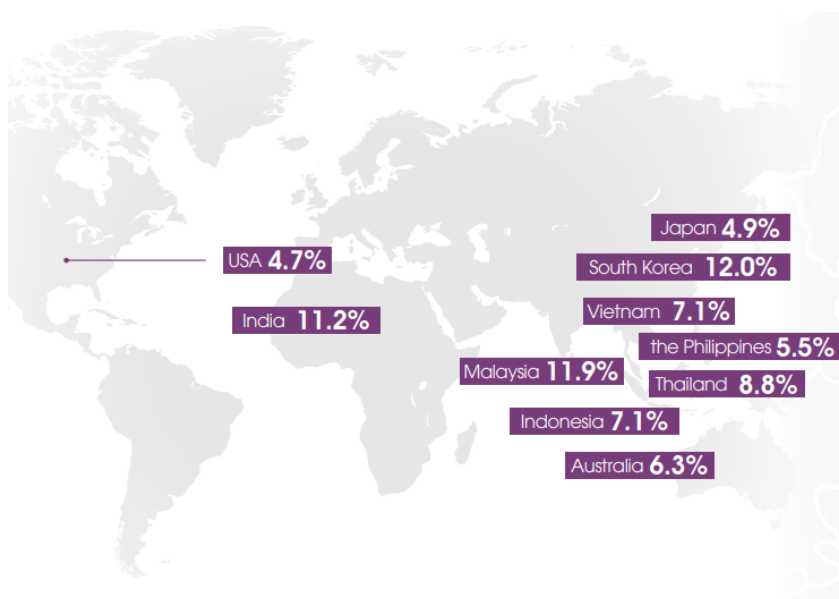 Japan 4.9%
USA 4.7%
South Korea 12.0%
India 11.2%
Vietnam 7.1%
the Philippines 5.5%
Malaysia 11.9%
Thailand 8.8%
Indonesia 7.1%
Australia 6.3%